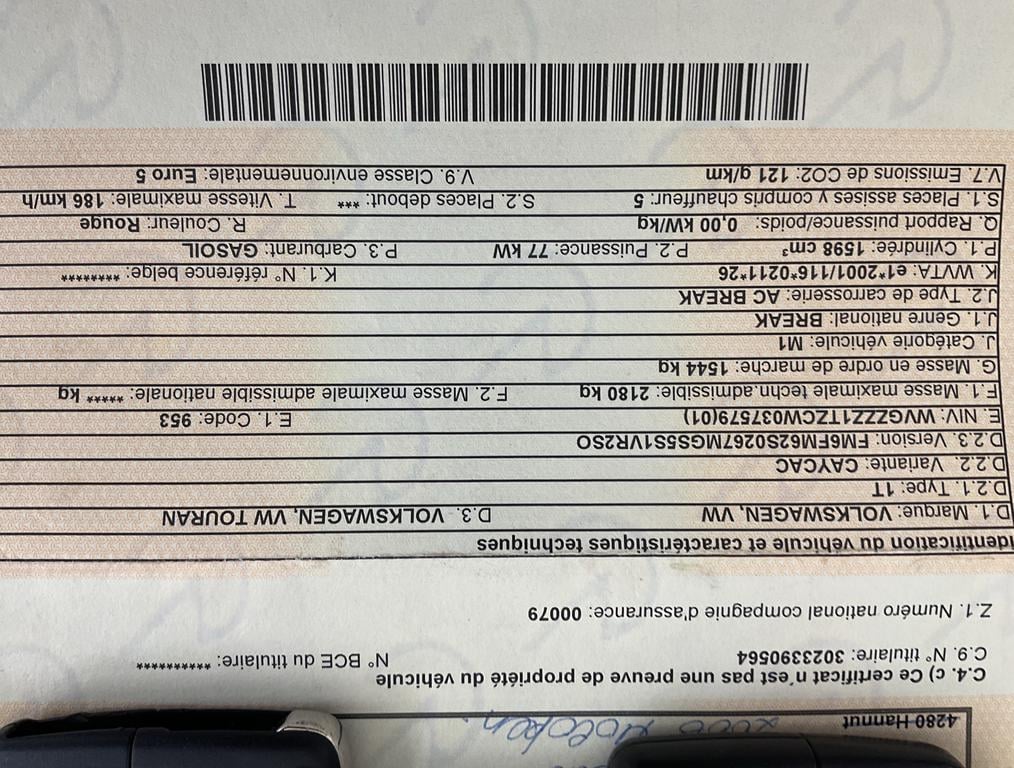 4280 Hannut
C.4. c) Ce certificat n'est pas une preuve de propriété du véhicule
C.9. N° titulaire: 3023390564 N° BCE du titulaire: **********
Z.1. Numéro national compagnie d'assurance: 00079
Identification du véhicule et caractéristiques techniques
D.1. Marque: VOLKSWAGEN, VW D.3. VOLKSWAGEN, VW TOURAN
D.2.1. Type: 1T
D.2.2. Variante: CAYCAC
D.2.3. Version: FM6FM62S0267MGS5S1VR2SO
E. NIV: WVGZZZ1TZCW037579(01) E.1. Code: 953
F.1. Masse maximale techn.admissible: 2180 kg F.2. Masse maximale admissible nationale: ***** kg
G. Masse en ordre de marche: 1544 kg
J. Catégorie véhicule: M1
J.1. Genre national: BREAK
J.2. Type de carrosserie: AC BREAK
K. WVTA: e1*2001/116*0211*26 K.1. N° référence belge: ********
P.1. Cylindrée: 1598 cm³ P.2. Puissance: 77 kW P.3. Carburant: GASOIL
Q. Rapport puissance/poids: 0,00 kW/kg R. Couleur: Rouge
S.1. Places assises y compris chauffeur: 5 S.2. Places debout: *** T. Vitesse maximale: 186 km/h
V.7. Emissions de CO2: 121 g/km V.9. Classe environnementale: Euro 5